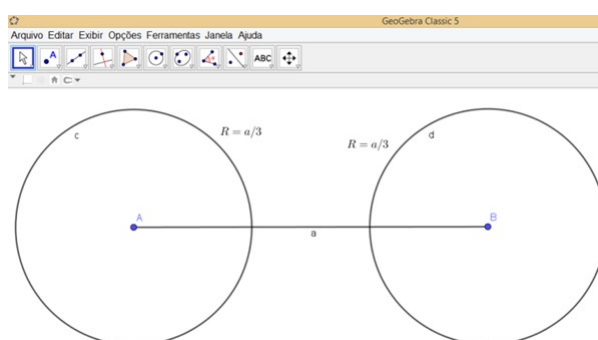 GeoGebra Classic 5
Arquivo Editar Exibir Opções Ferramentas Janela Ajuda
A
ABC
c
R = a/3
R = a/3
d
A
B
a